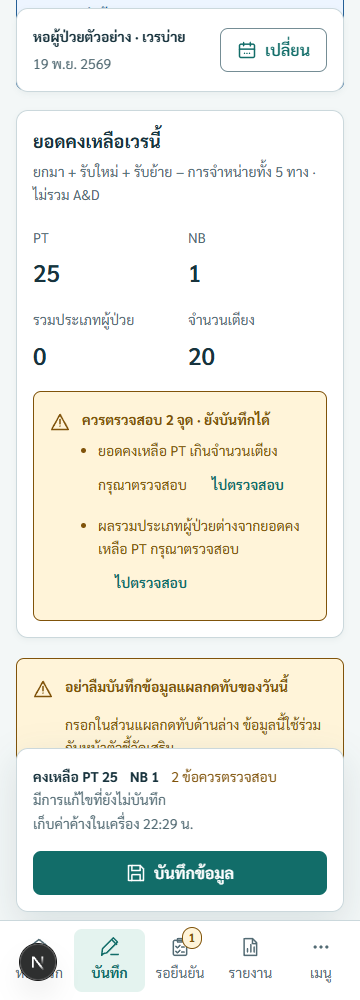 หอผู้ป่วยตัวอย่าง · เวรบ่าย
19 พ.ย. 2569
เปลี่ยน
ยอดคงเหลือเวรนี้
ยกมา + รับใหม่ + รับย้าย − การจำหน่ายทั้ง 5 ทาง ·
ไม่รวม A&D
PT
NB
25
1
รวมประเภทผู้ป่วย
จำนวนเตียง
0
20
ควรตรวจสอบ 2 จุด · ยังบันทึกได้
• ยอดคงเหลือ PT เกินจำนวนเตียง
กรุณาตรวจสอบ ไปตรวจสอบ
• ผลรวมประเภทผู้ป่วยต่างจากยอดคง
เหลือ PT กรุณาตรวจสอบ
ไปตรวจสอบ
อย่าลืมบันทึกข้อมูลแผลกดทับของวันนี้
กรอกในส่วนแผลกดทับด้านล่าง ข้อมูลนี้ใช้ร่วม
คงเหลือ PT 25 NB 1 2 ข้อควรตรวจสอบ
มีการแก้ไขที่ยังไม่บันทึก
เก็บค่าค้างในเครื่อง 22:29 น.
บันทึกข้อมูล
1
N
บันทึก
รอยืนยัน
รายงาน
เมนู